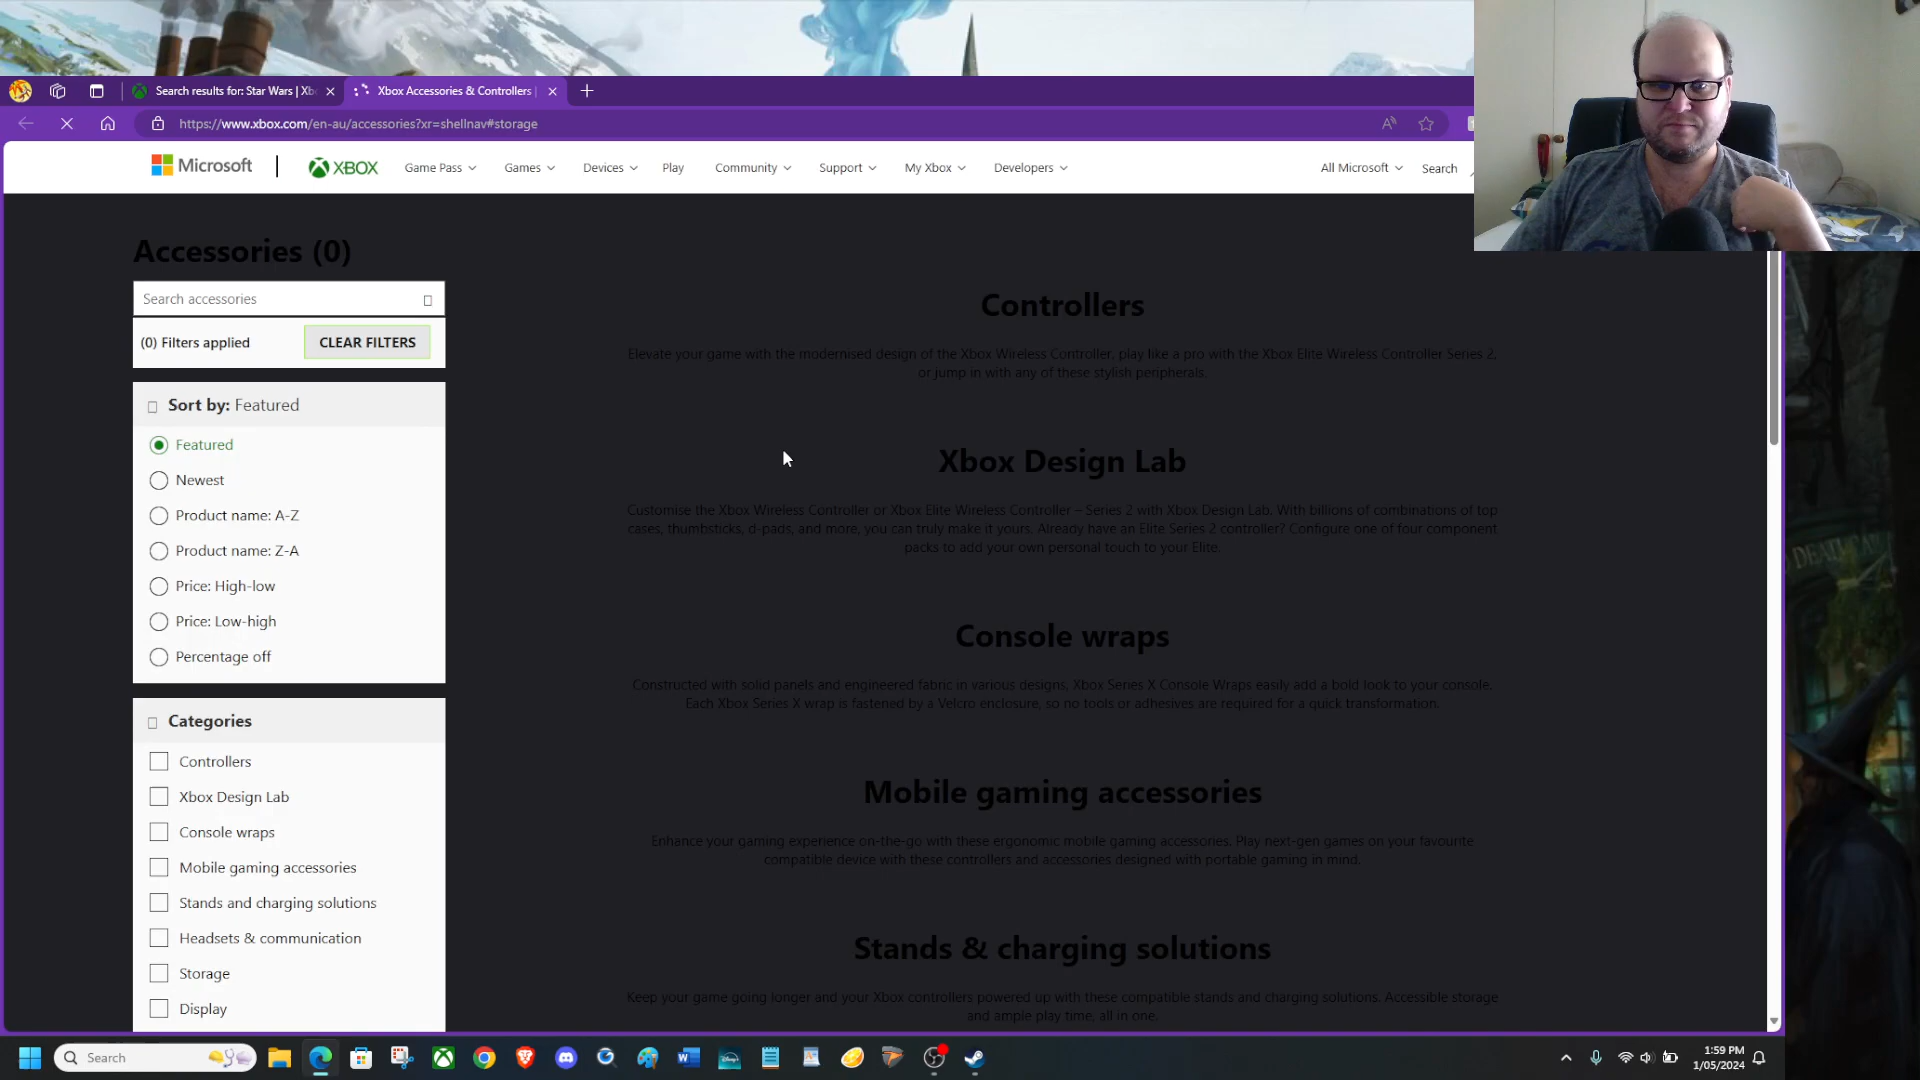 Search results for: Star Wars | Xb
Xbox Accessories & Controllers |
https://www.xbox.com/en-au/accessories?xr=shellnav#storage
Microsoft
XBOX
Game Pass
Games
Devices
Play
Community
Support
My Xbox
Developers
All Microsoft
Search
Accessories (0)
Search accessories
(0) Filters applied
CLEAR FILTERS
Sort by: Featured
Featured
Newest
Product name: A-Z
Product name: Z-A
Price: High-low
Price: Low-high
Percentage off
Categories
Controllers
Xbox Design Lab
Console wraps
Mobile gaming accessories
Stands and charging solutions
Headsets & communication
Storage
Display
Controllers
Elevate your game with the modernised design of the Xbox Wireless Controller, play like a pro with the Xbox Elite Wireless Controller Series 2,
or jump in with any of these stylish peripherals.
Xbox Design Lab
Customise the Xbox Wireless Controller or Xbox Elite Wireless Controller – Series 2 with Xbox Design Lab. With billions of combinations of top
cases, thumbsticks, d-pads, and more, you can truly make it yours. Already have an Elite Series 2 controller? Configure one of four component
packs to add your own personal touch to your Elite.
Console wraps
Constructed with solid panels and engineered fabric in various designs, Xbox Series X Console Wraps easily add a bold look to your console.
Each Xbox Series X wrap is fastened by a Velcro enclosure, so no tools or adhesives are required for a quick transformation.
Mobile gaming accessories
Enhance your gaming experience on-the-go with these ergonomic mobile gaming accessories. Play next-gen games on your favourite
compatible device with these controllers and accessories designed with portable gaming in mind.
Stands & charging solutions
Keep your game going longer and your Xbox controllers powered up with these compatible stands and charging solutions. Accessible storage
and ample play time, all in one.
Search
1:59 PM
1/05/2024